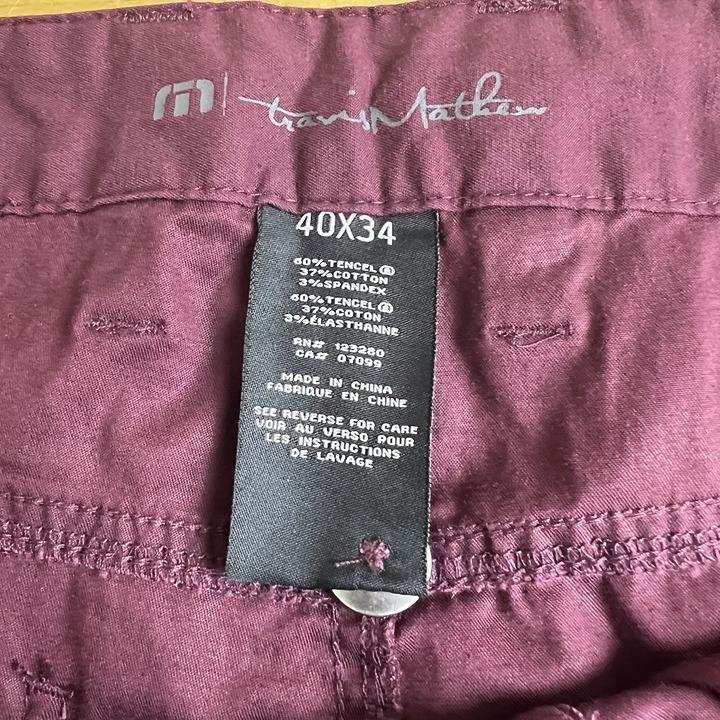 travisMathew
40X34
60%TENCEL®
37%COTTON
3%SPANDEX
60%TENCEL®
37%COTON
3%ÉLASTHANNE
RN# 123280
CA# 07099
MADE IN CHINA
FABRIQUE EN CHINE
SEE REVERSE FOR CARE
VOIR AU VERSO POUR
LES INSTRUCTIONS
DE LAVAGE